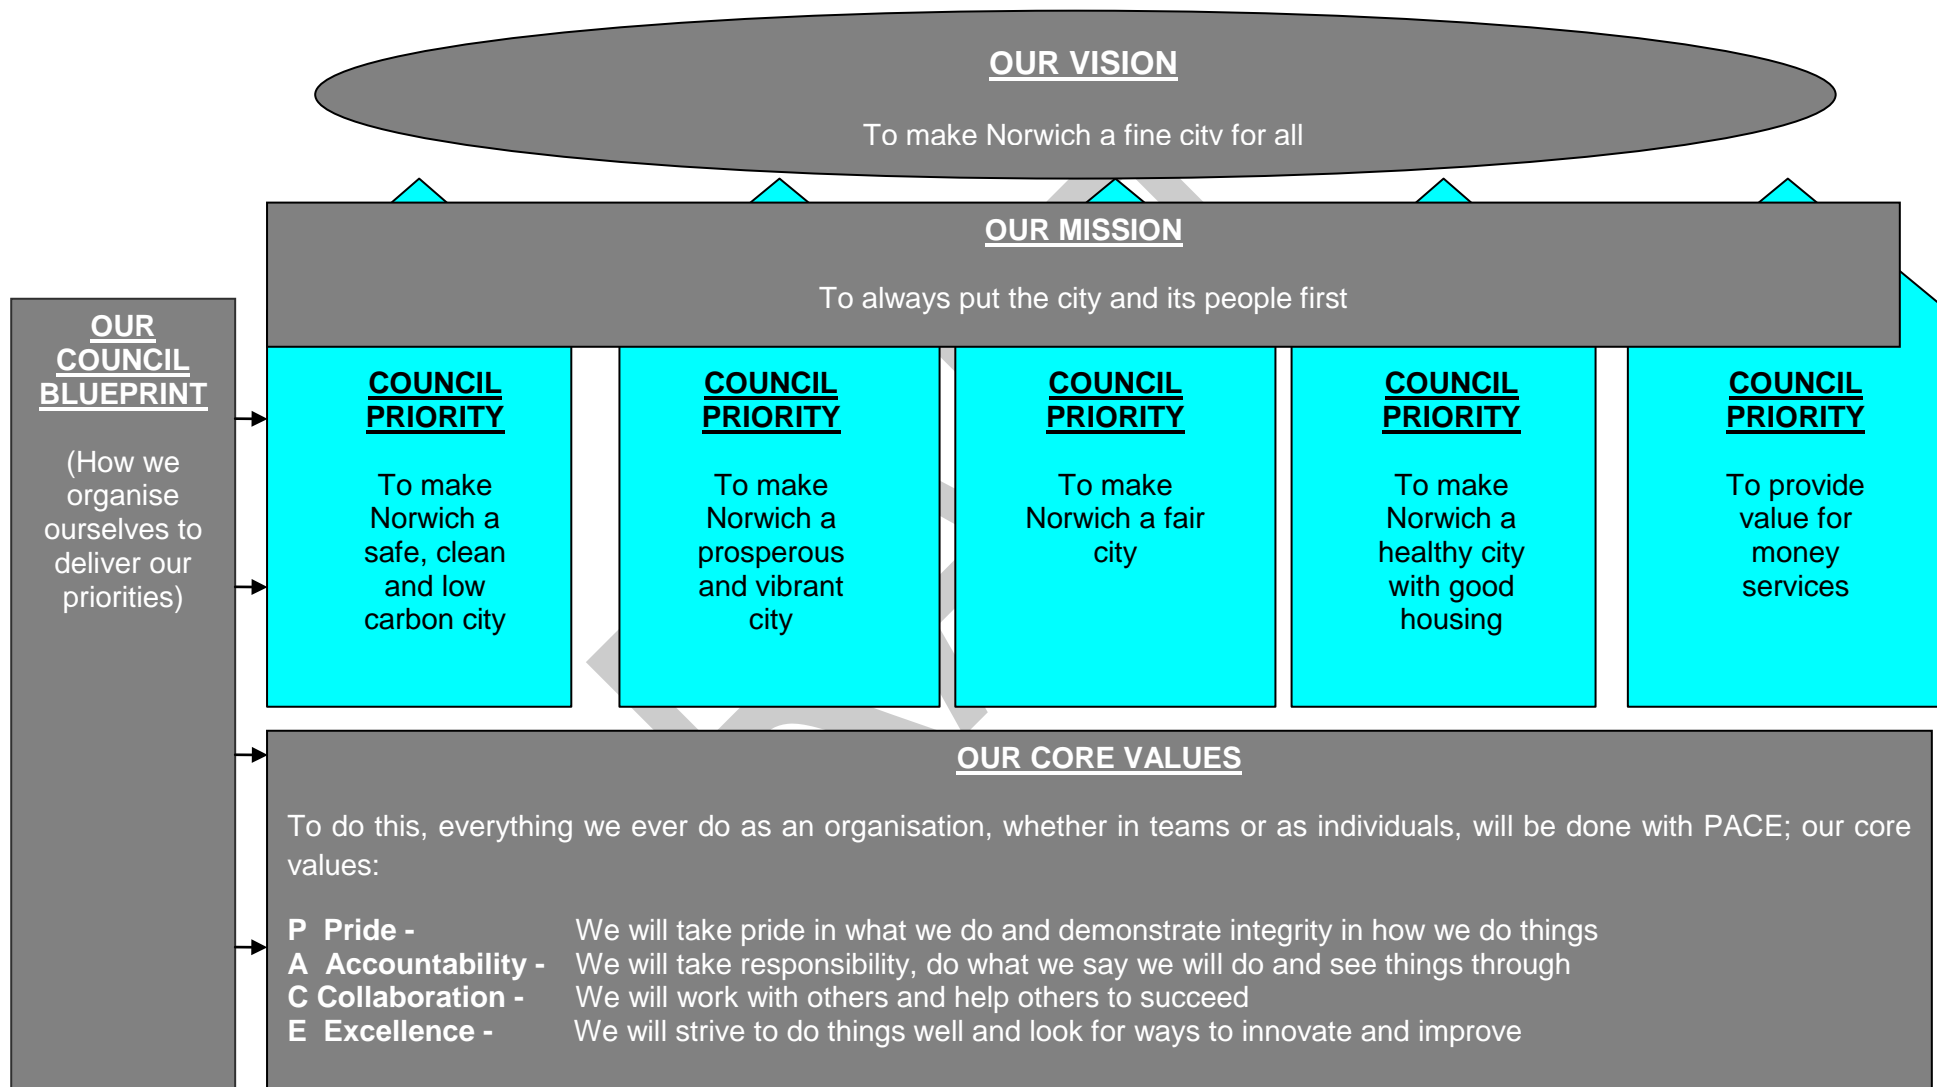 OUR VISION
To make Norwich a fine city for all
OUR MISSION
To always put the city and its people first
OUR
COUNCIL
BLUEPRINT
(How we
organise
ourselves to
deliver our
priorities)
COUNCIL
PRIORITY
To make
Norwich a
safe, clean
and low
carbon city
COUNCIL
PRIORITY
To make
Norwich a
prosperous
and vibrant
city
COUNCIL
PRIORITY
To make
Norwich a fair
city
COUNCIL
PRIORITY
To make
Norwich a
healthy city
with good
housing
COUNCIL
PRIORITY
To provide
value for
money
services
OUR CORE VALUES
To do this, everything we ever do as an organisation, whether in teams or as individuals, will be done with PACE; our core
values:
P Pride - We will take pride in what we do and demonstrate integrity in how we do things
A Accountability - We will take responsibility, do what we say we will do and see things through
C Collaboration - We will work with others and help others to succeed
E Excellence - We will strive to do things well and look for ways to innovate and improve